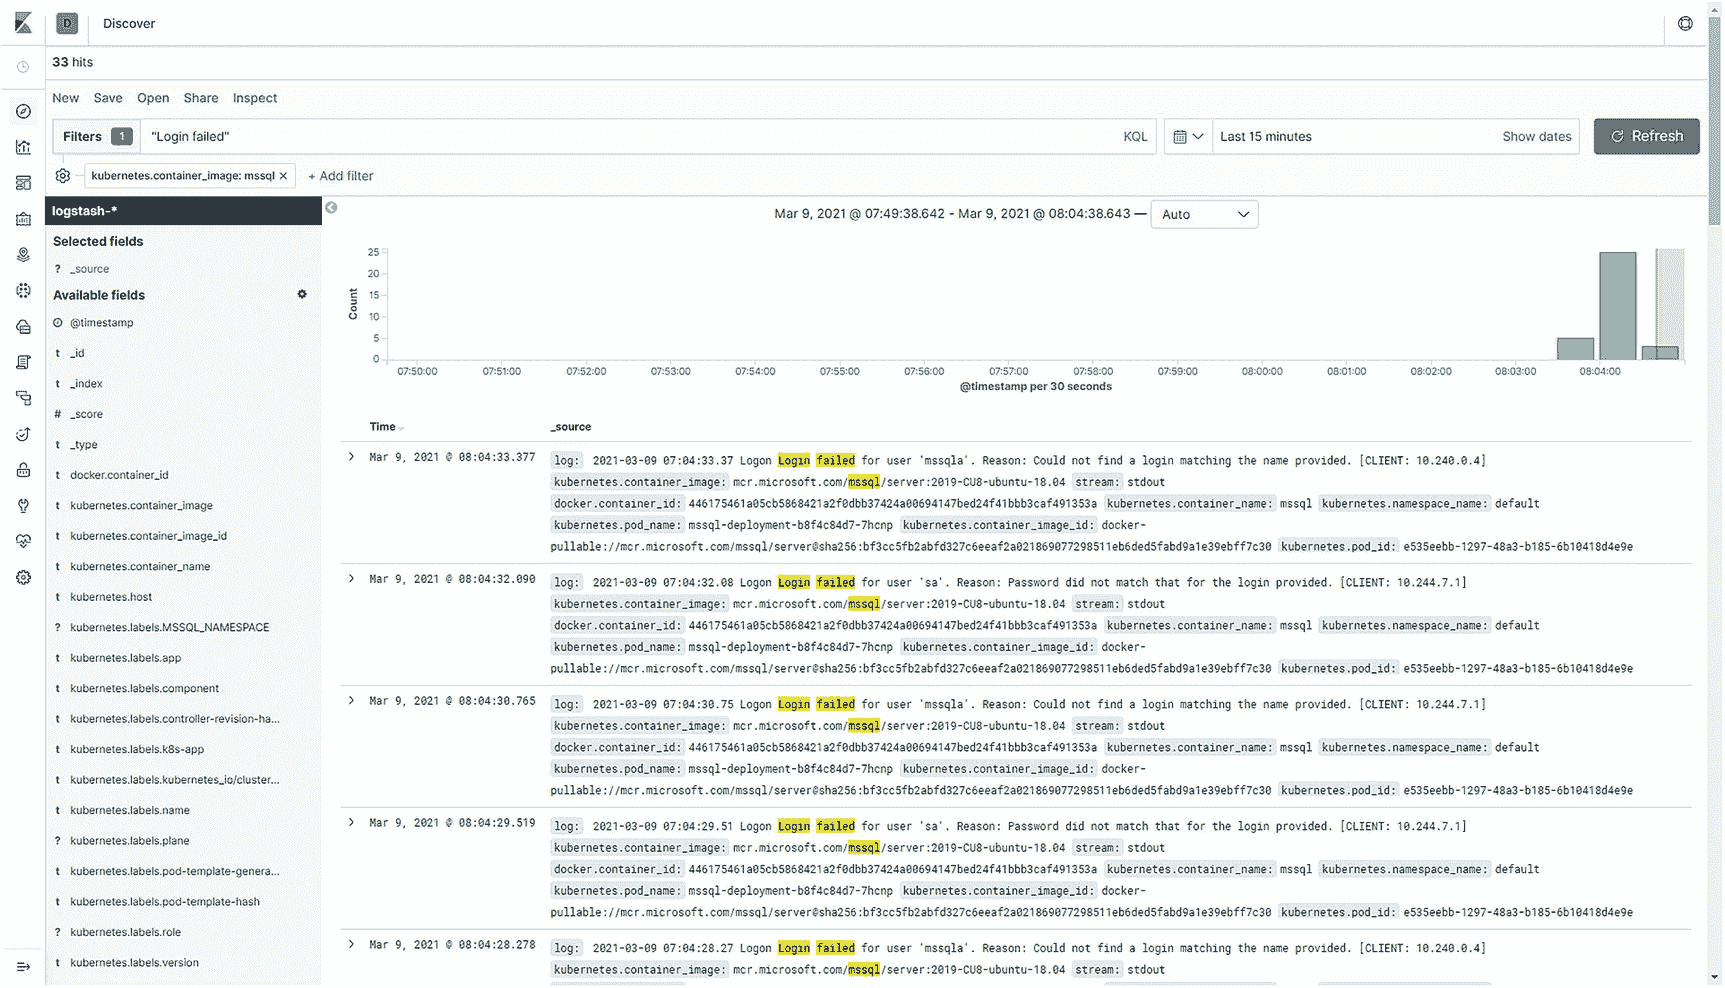 D Discover
33 hits
New Save Open Share Inspect
Filters 1 "Login failed" KQL Last 15 minutes Show dates Refresh
kubernetes.container_image: mssql × + Add filter
logstash-*
Selected fields
? _source
Available fields
@timestamp
t _id
t _index
# _score
t _type
t docker.container_id
t kubernetes.container_image
t kubernetes.container_image_id
t kubernetes.container_name
t kubernetes.host
? kubernetes.labels.MSSQL_NAMESPACE
t kubernetes.labels.app
t kubernetes.labels.component
t kubernetes.labels.controller-revision-ha...
t kubernetes.labels.k8s-app
t kubernetes.labels.kubernetes_io/cluster...
t kubernetes.labels.name
? kubernetes.labels.plane
t kubernetes.labels.pod-template-genera...
t kubernetes.labels.pod-template-hash
? kubernetes.labels.role
t kubernetes.labels.version
Mar 9, 2021 @ 07:49:38.642 - Mar 9, 2021 @ 08:04:38.643 — Auto
Count
25
20
15
10
5
0
07:50:00 07:51:00 07:52:00 07:53:00 07:54:00 07:55:00 07:56:00 07:57:00 07:58:00 07:59:00 08:00:00 08:01:00 08:02:00 08:03:00 08:04:00
@timestamp per 30 seconds
Time _source
Mar 9, 2021 @ 08:04:33.377 log: 2021-03-09 07:04:33.37 Logon Login failed for user 'mssqla'. Reason: Could not find a login matching the name provided. [CLIENT: 10.240.0.4]
kubernetes.container_image: mcr.microsoft.com/mssql/server:2019-CU8-ubuntu-18.04 stream: stdout
docker.container_id: 446175461a05cb5868421a2f0dbb37424a00694147bed24f41bbb3caf491353a kubernetes.container_name: mssql kubernetes.namespace_name: default
kubernetes.pod_name: mssql-deployment-b8f4c84d7-7hcnp kubernetes.container_image_id: docker-
pullable://mcr.microsoft.com/mssql/server@sha256:bf3cc5fb2abfd327c6eeaf2a021869077298511eb6ded5fabd9a1e39ebff7c30 kubernetes.pod_id: e535eebb-1297-48a3-b185-6b10418d4e9e
Mar 9, 2021 @ 08:04:32.090 log: 2021-03-09 07:04:32.08 Logon Login failed for user 'sa'. Reason: Password did not match that for the login provided. [CLIENT: 10.244.7.1]
kubernetes.container_image: mcr.microsoft.com/mssql/server:2019-CU8-ubuntu-18.04 stream: stdout
docker.container_id: 446175461a05cb5868421a2f0dbb37424a00694147bed24f41bbb3caf491353a kubernetes.container_name: mssql kubernetes.namespace_name: default
kubernetes.pod_name: mssql-deployment-b8f4c84d7-7hcnp kubernetes.container_image_id: docker-
pullable://mcr.microsoft.com/mssql/server@sha256:bf3cc5fb2abfd327c6eeaf2a021869077298511eb6ded5fabd9a1e39ebff7c30 kubernetes.pod_id: e535eebb-1297-48a3-b185-6b10418d4e9e
Mar 9, 2021 @ 08:04:30.765 log: 2021-03-09 07:04:30.75 Logon Login failed for user 'mssqla'. Reason: Could not find a login matching the name provided. [CLIENT: 10.244.7.1]
kubernetes.container_image: mcr.microsoft.com/mssql/server:2019-CU8-ubuntu-18.04 stream: stdout
docker.container_id: 446175461a05cb5868421a2f0dbb37424a00694147bed24f41bbb3caf491353a kubernetes.container_name: mssql kubernetes.namespace_name: default
kubernetes.pod_name: mssql-deployment-b8f4c84d7-7hcnp kubernetes.container_image_id: docker-
pullable://mcr.microsoft.com/mssql/server@sha256:bf3cc5fb2abfd327c6eeaf2a021869077298511eb6ded5fabd9a1e39ebff7c30 kubernetes.pod_id: e535eebb-1297-48a3-b185-6b10418d4e9e
Mar 9, 2021 @ 08:04:29.519 log: 2021-03-09 07:04:29.51 Logon Login failed for user 'sa'. Reason: Password did not match that for the login provided. [CLIENT: 10.244.7.1]
kubernetes.container_image: mcr.microsoft.com/mssql/server:2019-CU8-ubuntu-18.04 stream: stdout
docker.container_id: 446175461a05cb5868421a2f0dbb37424a00694147bed24f41bbb3caf491353a kubernetes.container_name: mssql kubernetes.namespace_name: default
kubernetes.pod_name: mssql-deployment-b8f4c84d7-7hcnp kubernetes.container_image_id: docker-
pullable://mcr.microsoft.com/mssql/server@sha256:bf3cc5fb2abfd327c6eeaf2a021869077298511eb6ded5fabd9a1e39ebff7c30 kubernetes.pod_id: e535eebb-1297-48a3-b185-6b10418d4e9e
Mar 9, 2021 @ 08:04:28.278 log: 2021-03-09 07:04:28.27 Logon Login failed for user 'mssqla'. Reason: Could not find a login matching the name provided. [CLIENT: 10.240.0.4]
kubernetes.container_image: mcr.microsoft.com/mssql/server:2019-CU8-ubuntu-18.04 stream: stdout